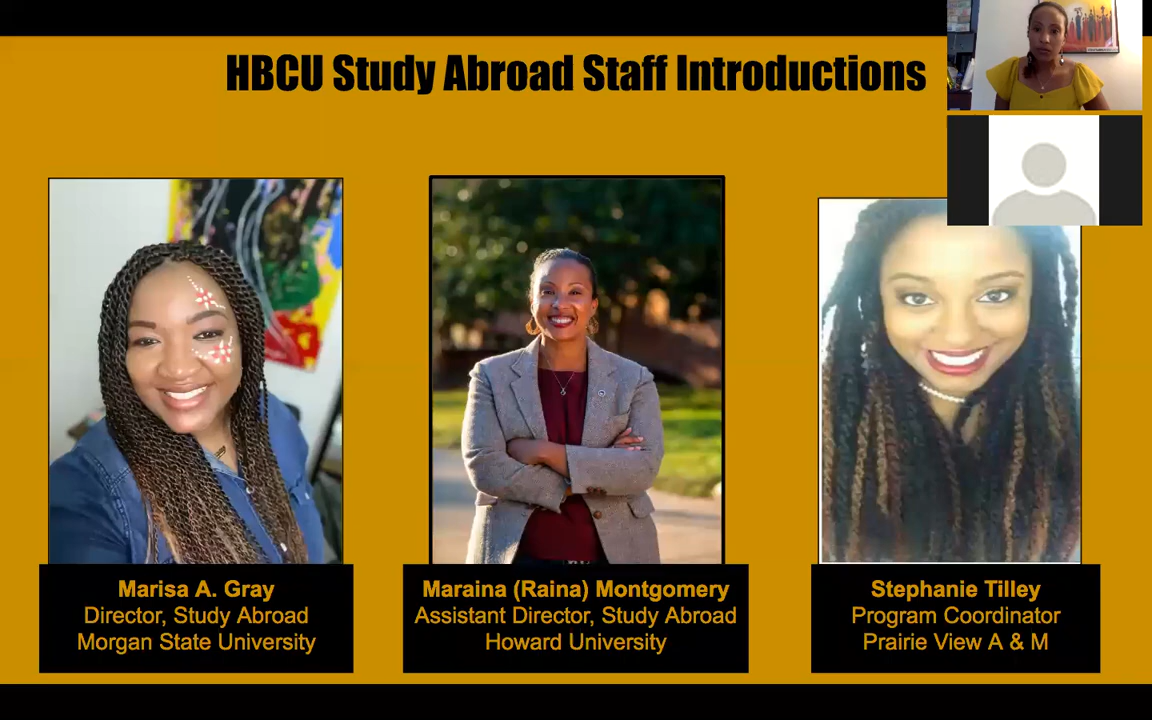 HBCU Study Abroad Staff Introductions
Marisa A. Gray
Director, Study Abroad
Morgan State University
Maraina (Raina) Montgomery
Assistant Director, Study Abroad
Howard University
Stephanie Tilley
Program Coordinator
Prairie View A & M